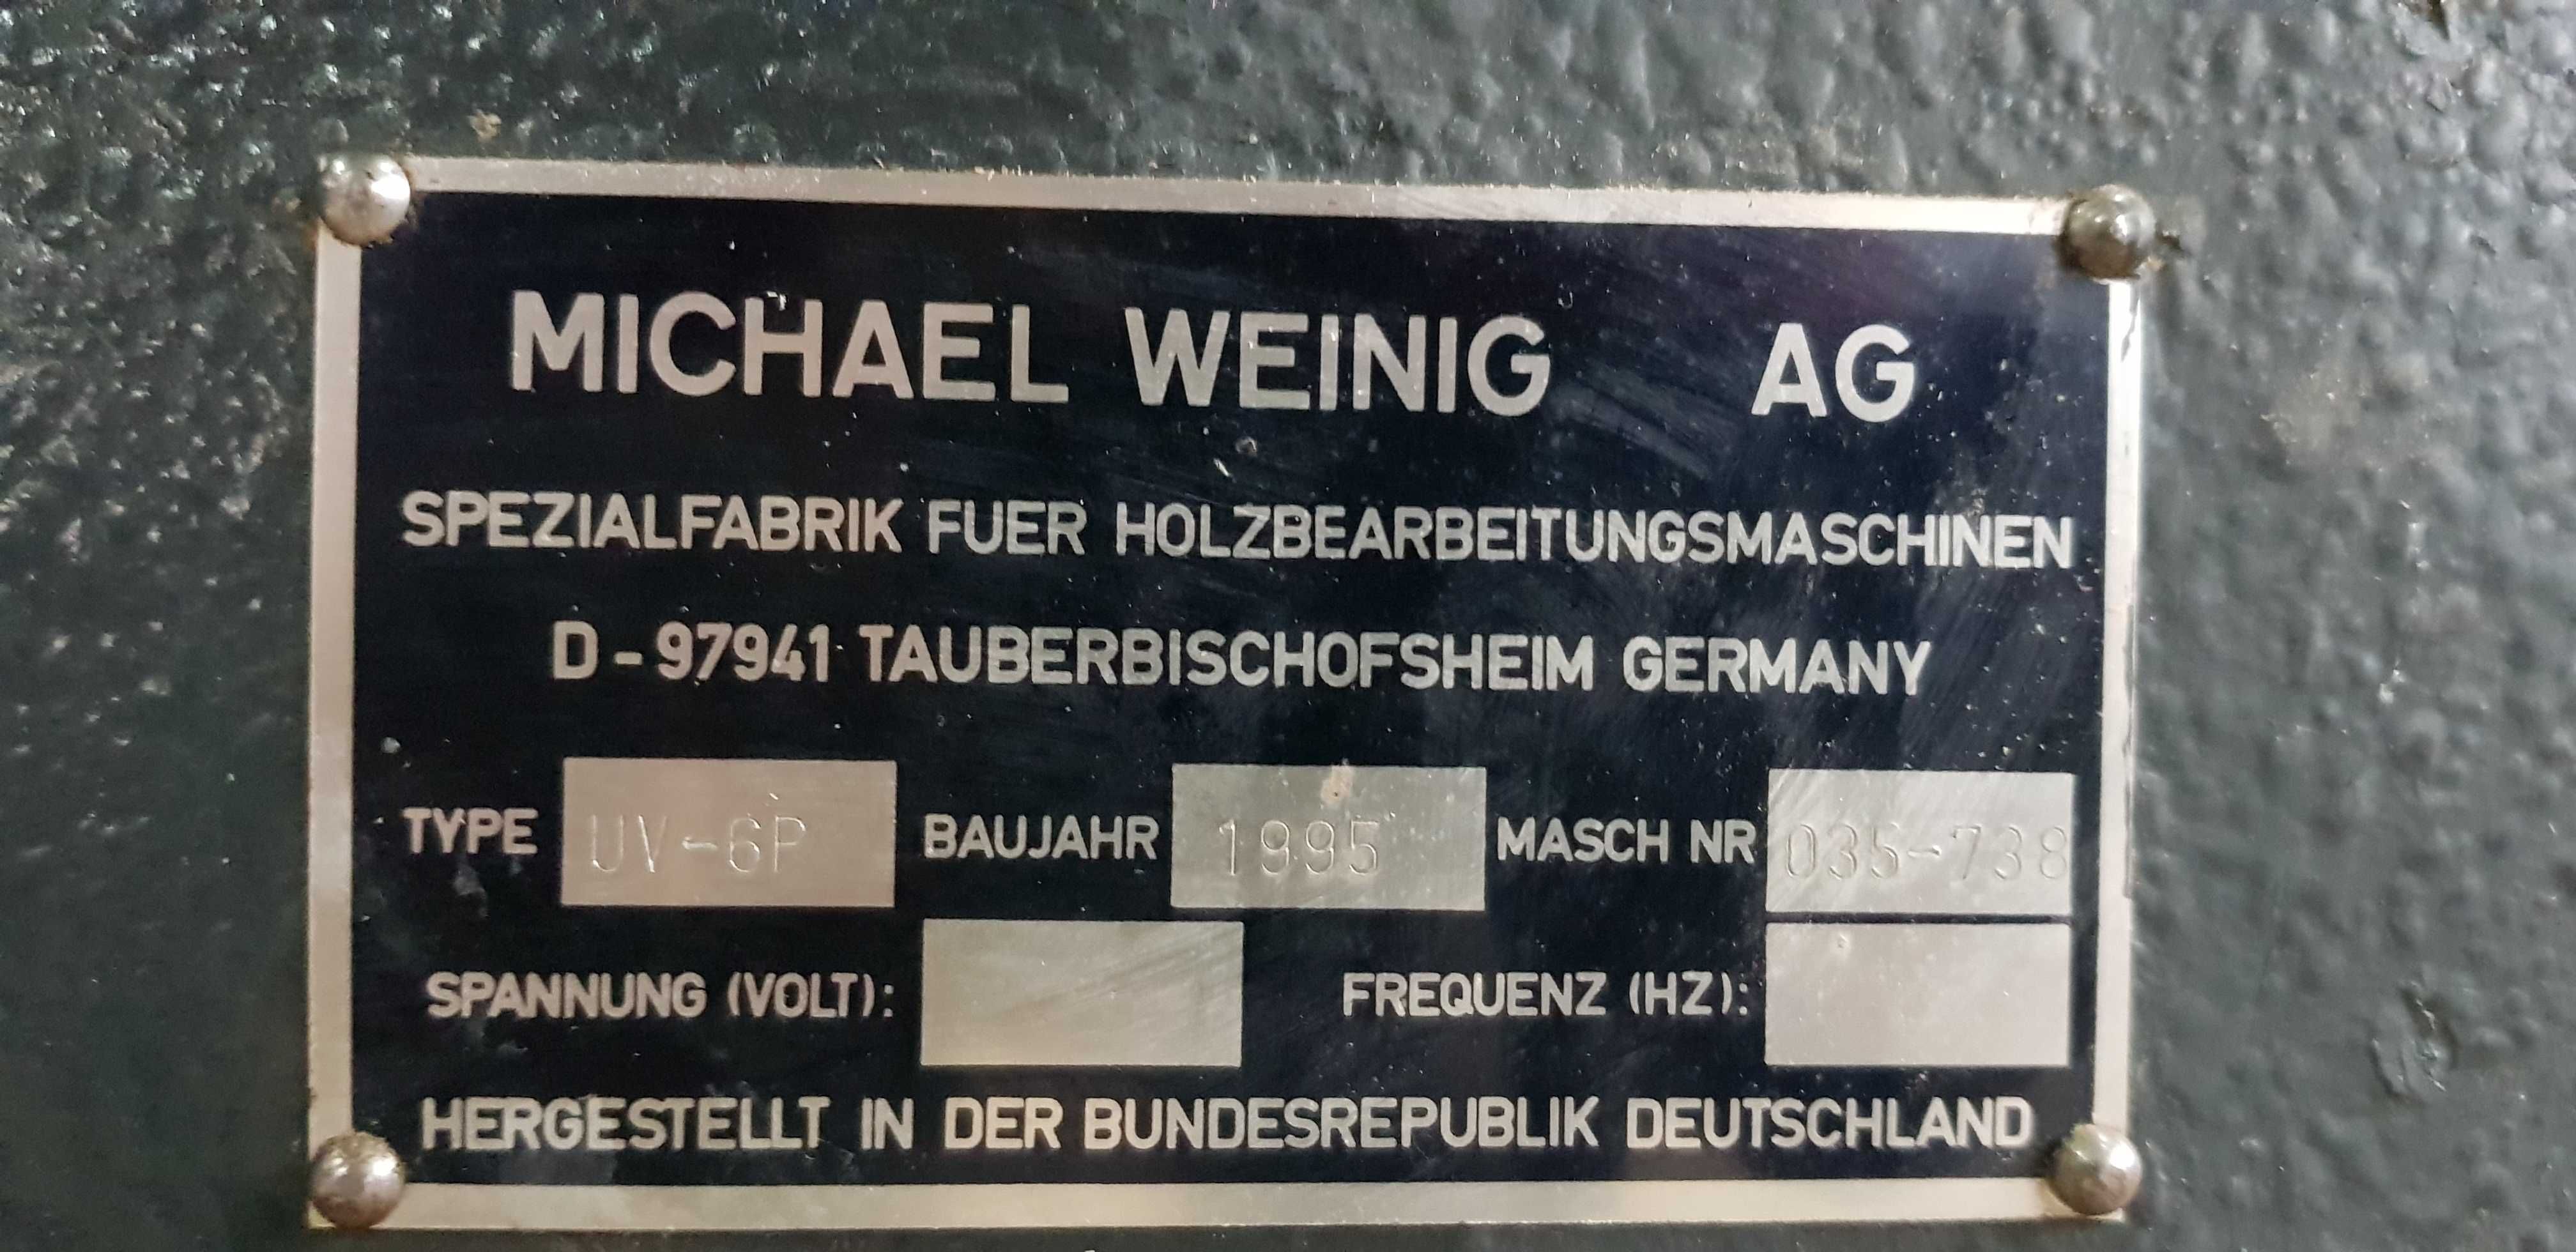 MICHAEL WEINIG AG
SPEZIALFABRIK FUER HOLZBEARBEITUNGSMASCHINEN
D-97941 TAUBERBISCHOFSHEIM GERMANY
TYPE UV-6P BAUJAHR 1995 MASCH NR 035-738
SPANNUNG (VOLT): FREQUENZ (HZ):
HERGESTELLT IN DER BUNDESREPUBLIK DEUTSCHLAND